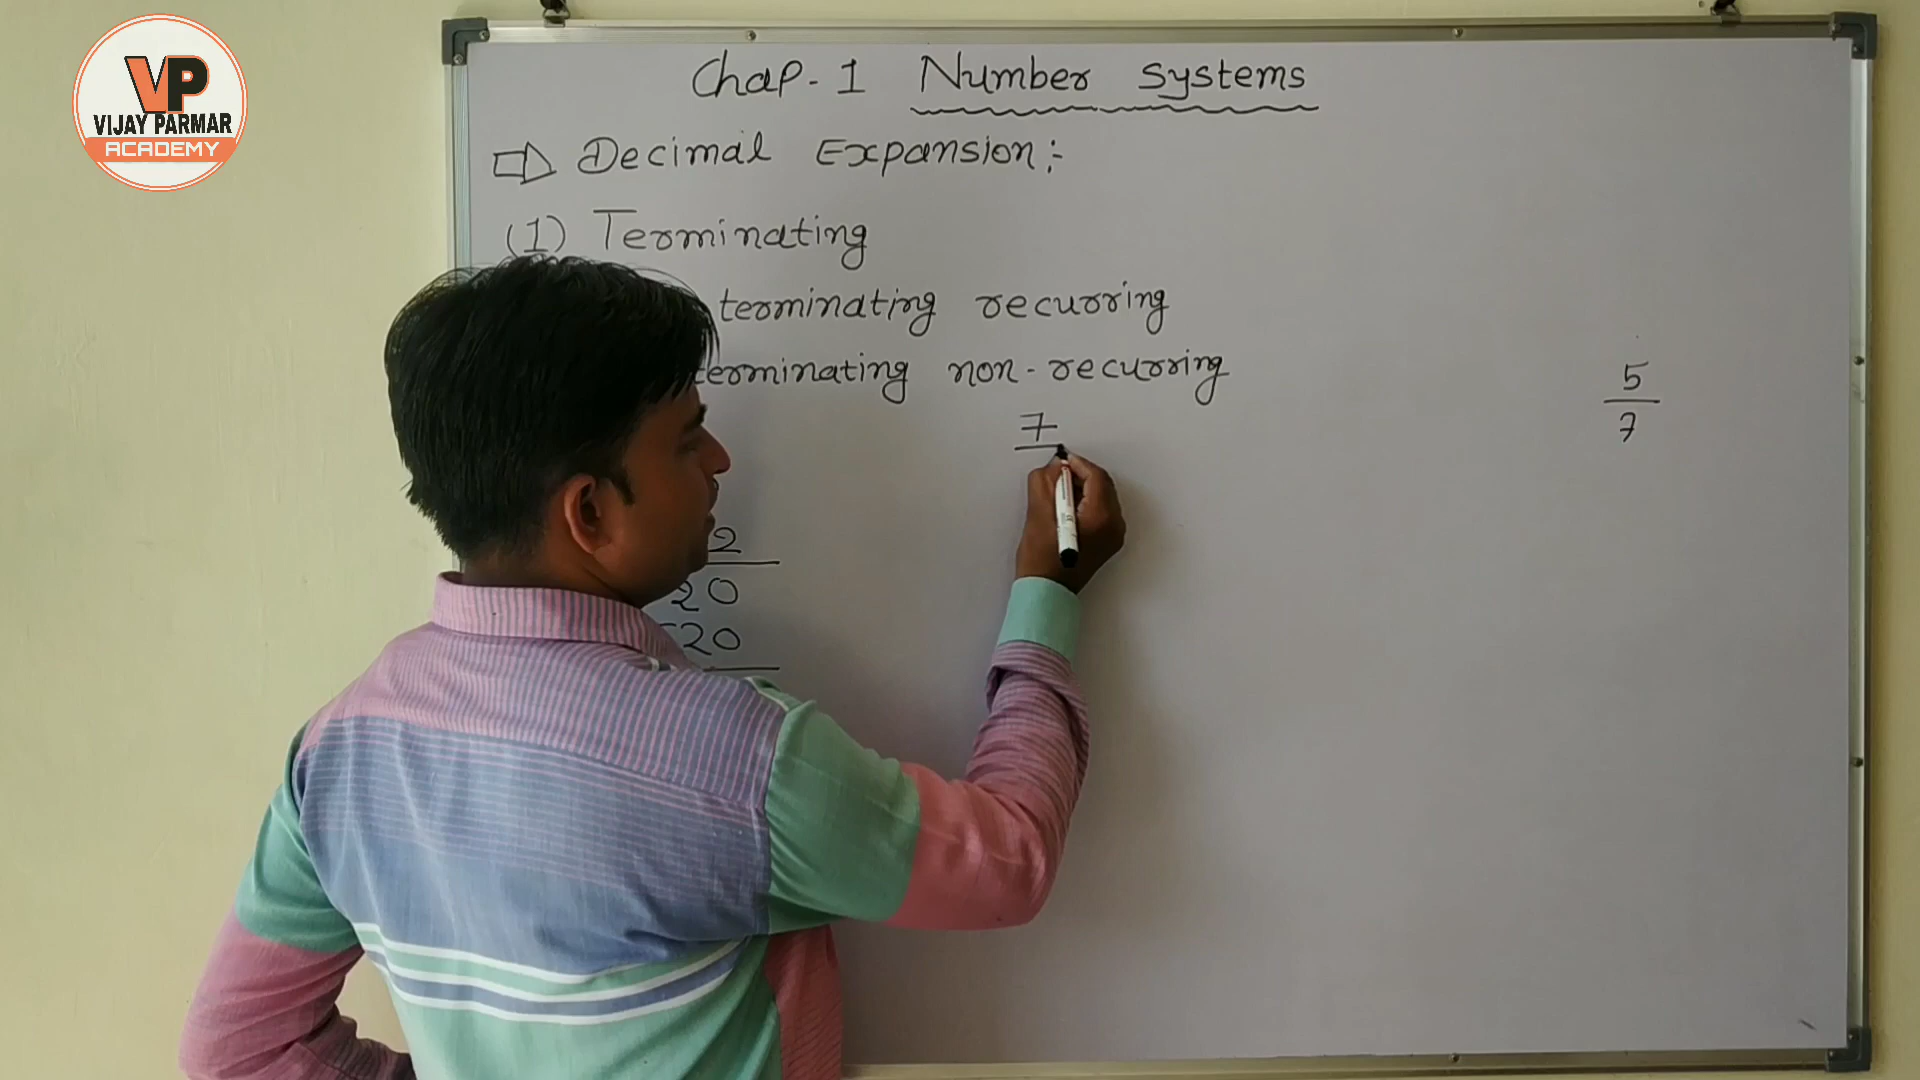 VP
VIJAY PARMAR
ACADEMY
Chap-1 Number Systems
Decimal Expansion:-
(1) Terminating
terminating recurring
terminating non-recurring
5
7
7
2
20
20